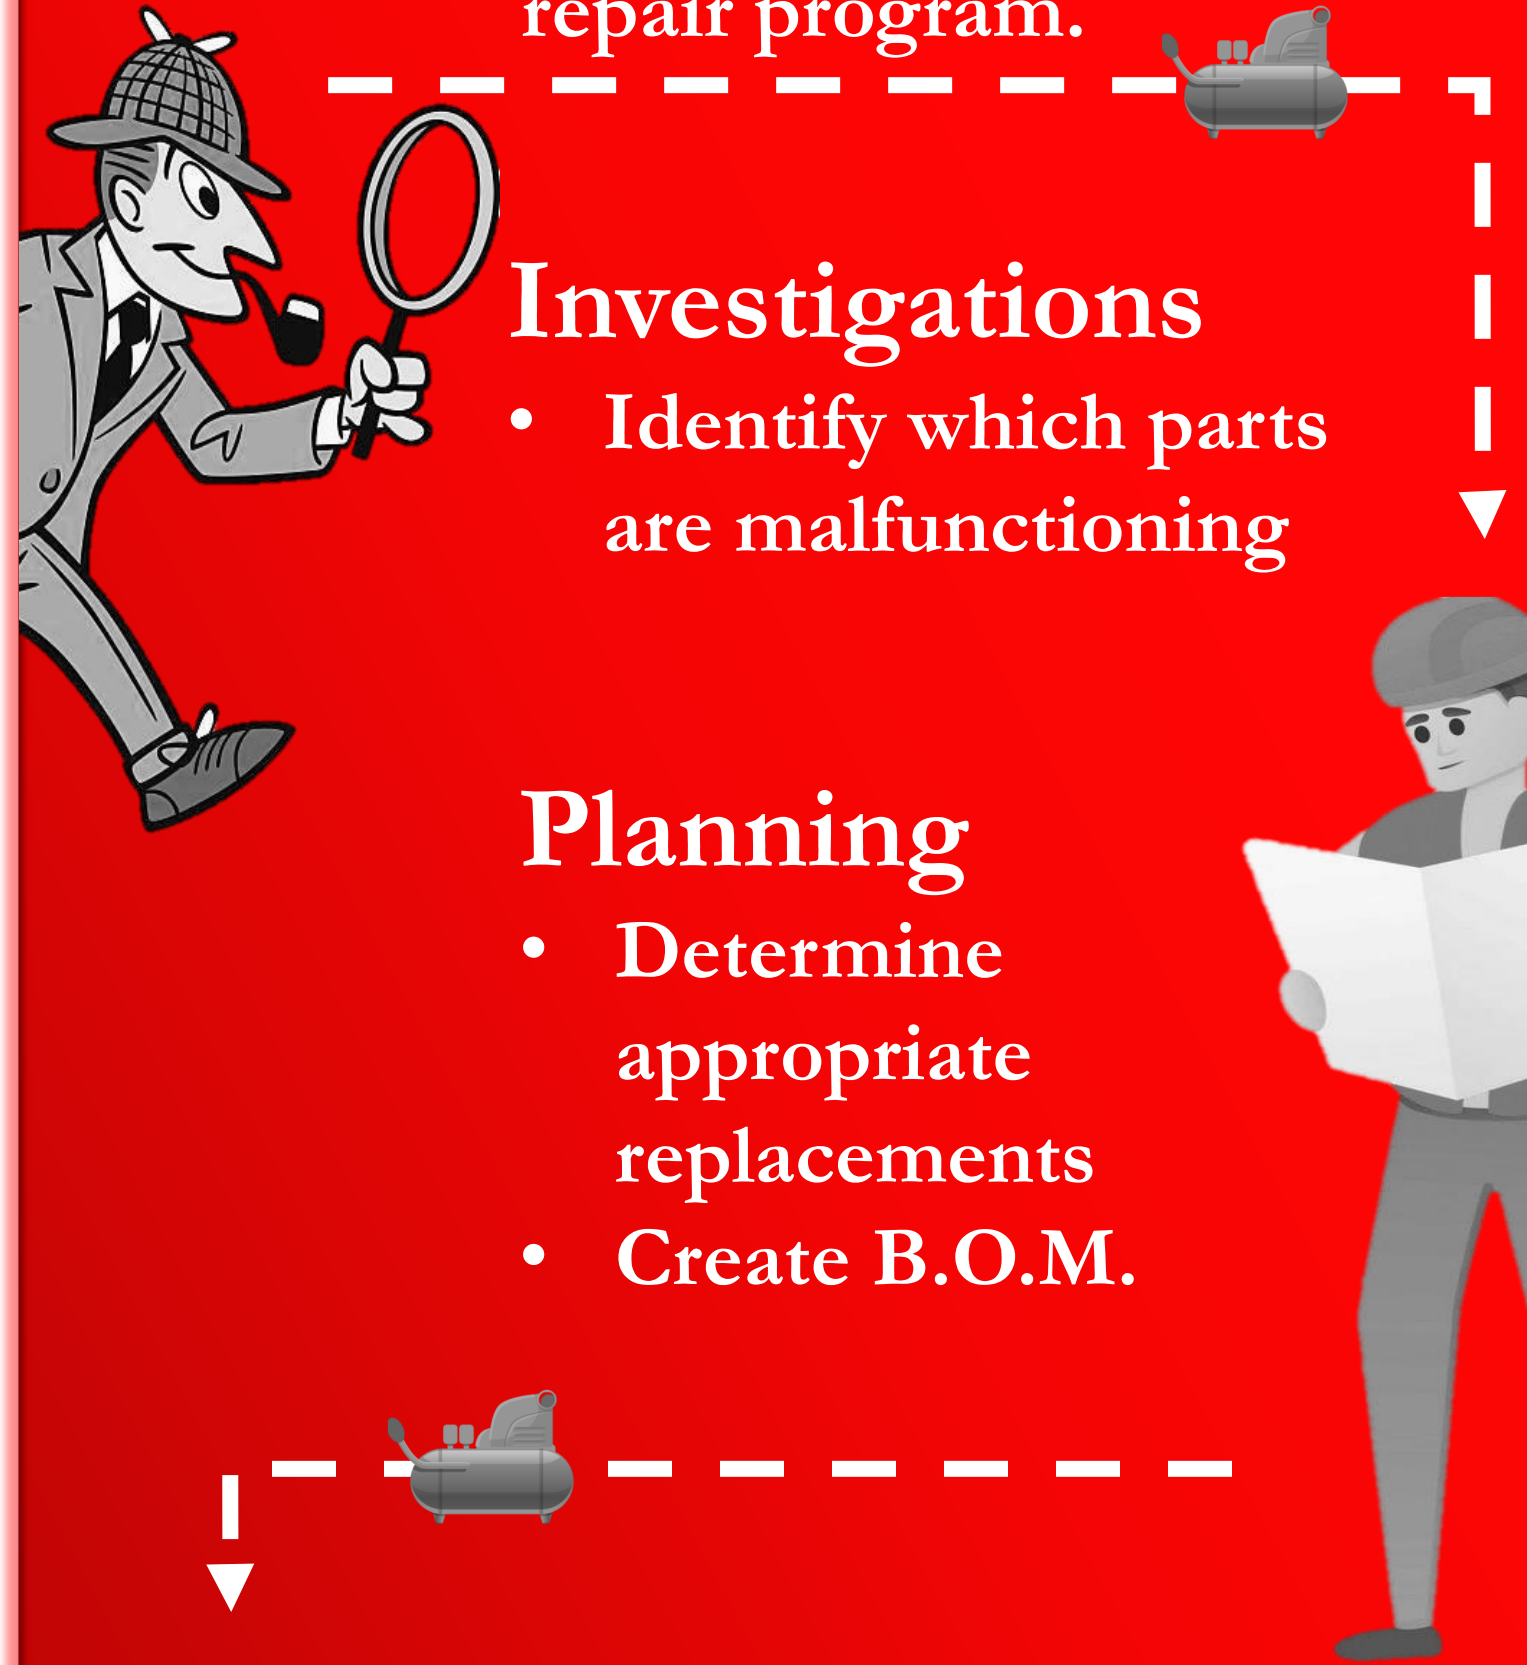 repair program.
Investigations
• Identify which parts
are malfunctioning
Planning
• Determine
appropriate
replacements
• Create B.O.M.